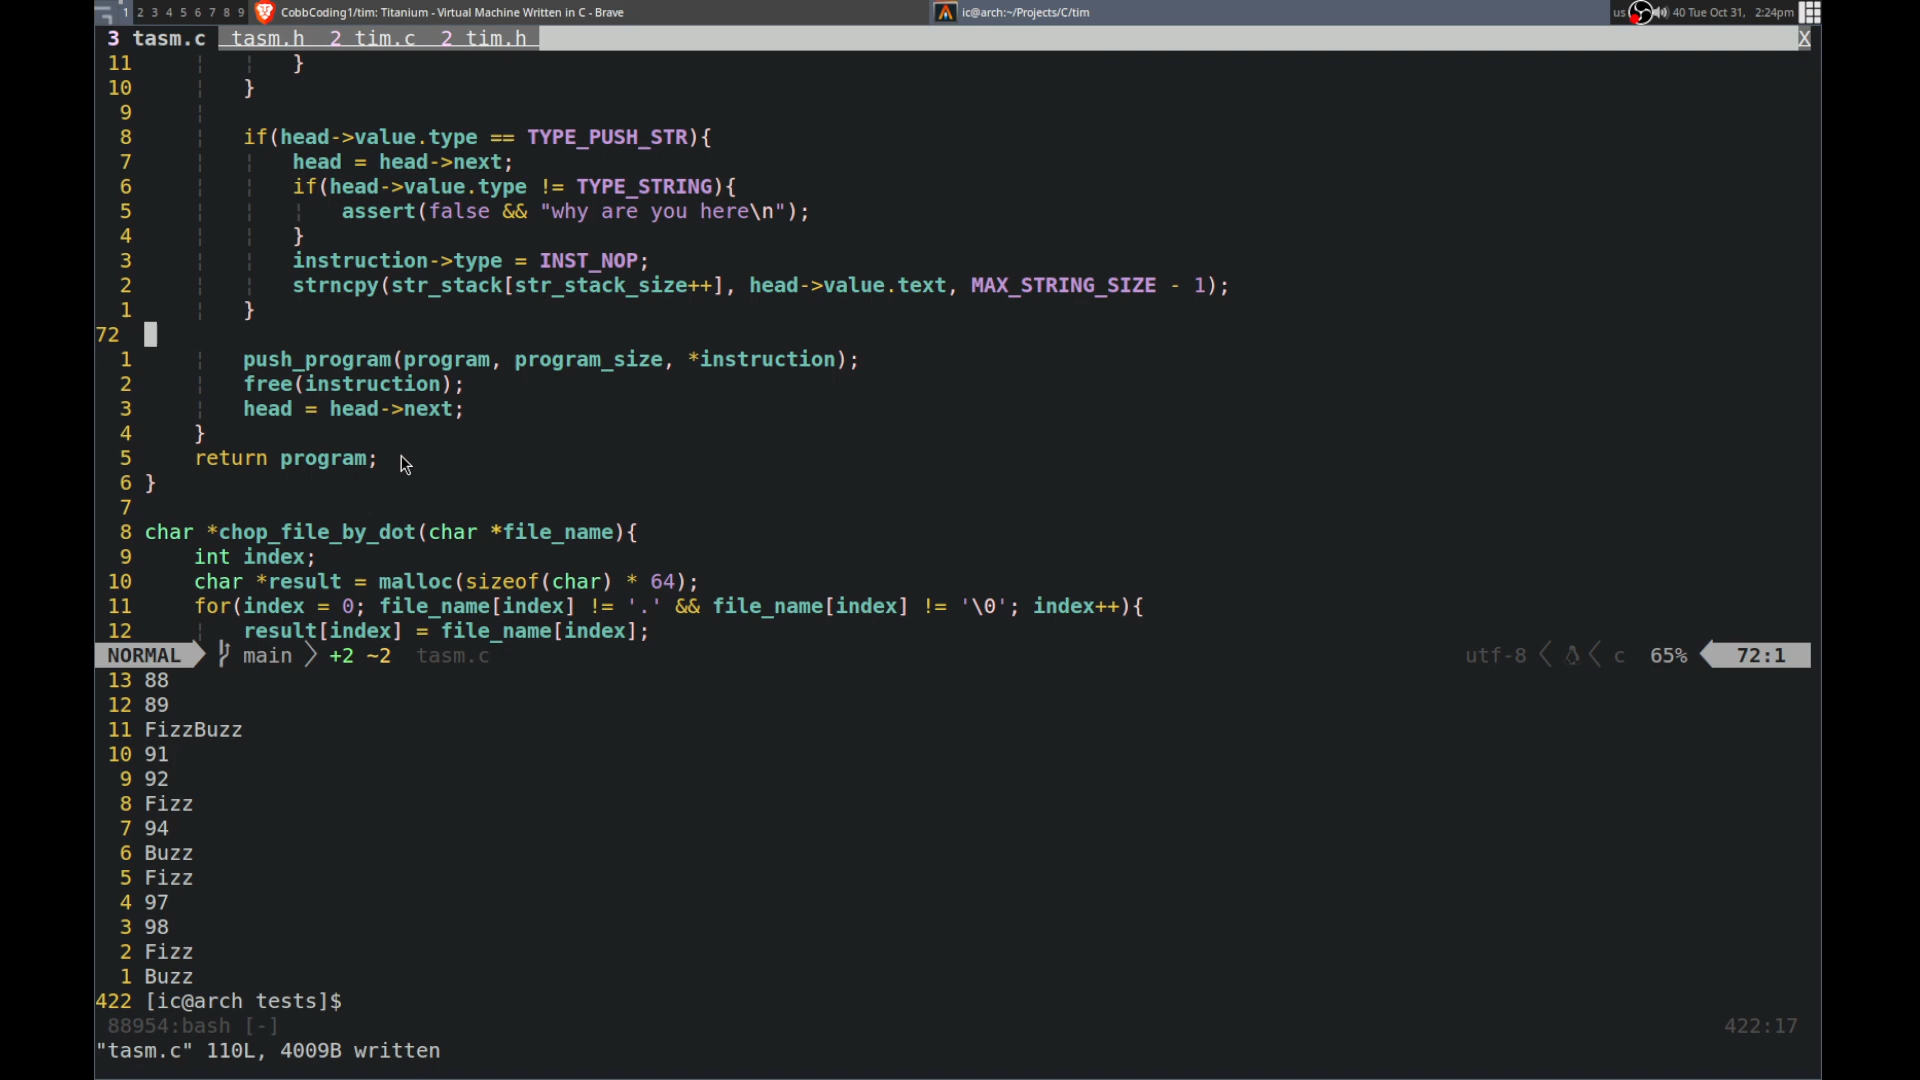 1 2 3 4 5 6 7 8 9 CobbCoding1/tim: Titanium - Virtual Machine Written in C - Brave ic@arch:~/Projects/C/tim us 40 Tue Oct 31, 2:24pm
3 tasm.c tasm.h 2 tim.c 2 tim.h X
11 }
10 }
9
8 if(head->value.type == TYPE_PUSH_STR){
7 head = head->next;
6 if(head->value.type != TYPE_STRING){
5 assert(false && "why are you here\n");
4 }
3 instruction->type = INST_NOP;
2 strncpy(str_stack[str_stack_size++], head->value.text, MAX_STRING_SIZE - 1);
1 }
72
1 push_program(program, program_size, *instruction);
2 free(instruction);
3 head = head->next;
4 }
5 return program;
6 }
7
8 char *chop_file_by_dot(char *file_name){
9 int index;
10 char *result = malloc(sizeof(char) * 64);
11 for(index = 0; file_name[index] != '.' && file_name[index] != '\0'; index++){
12 result[index] = file_name[index];
NORMAL main +2 ~2 tasm.c utf-8 c 65% 72:1
13 88
12 89
11 FizzBuzz
10 91
9 92
8 Fizz
7 94
6 Buzz
5 Fizz
4 97
3 98
2 Fizz
1 Buzz
422 [ic@arch tests]$
88954:bash [-] 422:17
"tasm.c" 110L, 4009B written